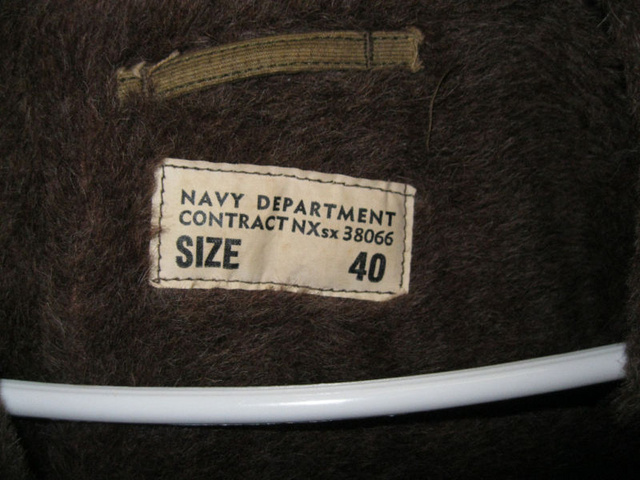 NAVY DEPARTMENT
CONTRACT NXsx 38066
SIZE 40